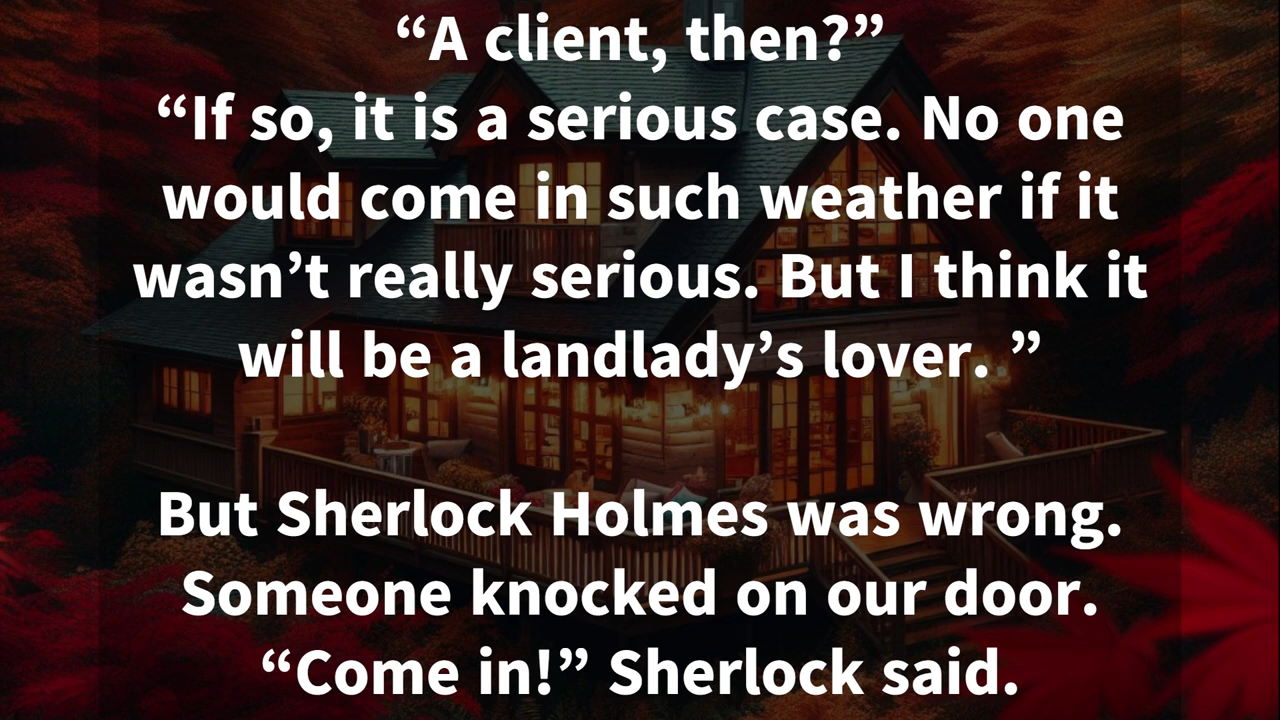 “A client, then?”
“If so, it is a serious case. No one
would come in such weather if it
wasn’t really serious. But I think it
will be a landlady’s lover. ”
But Sherlock Holmes was wrong.
Someone knocked on our door.
“Come in!” Sherlock said.